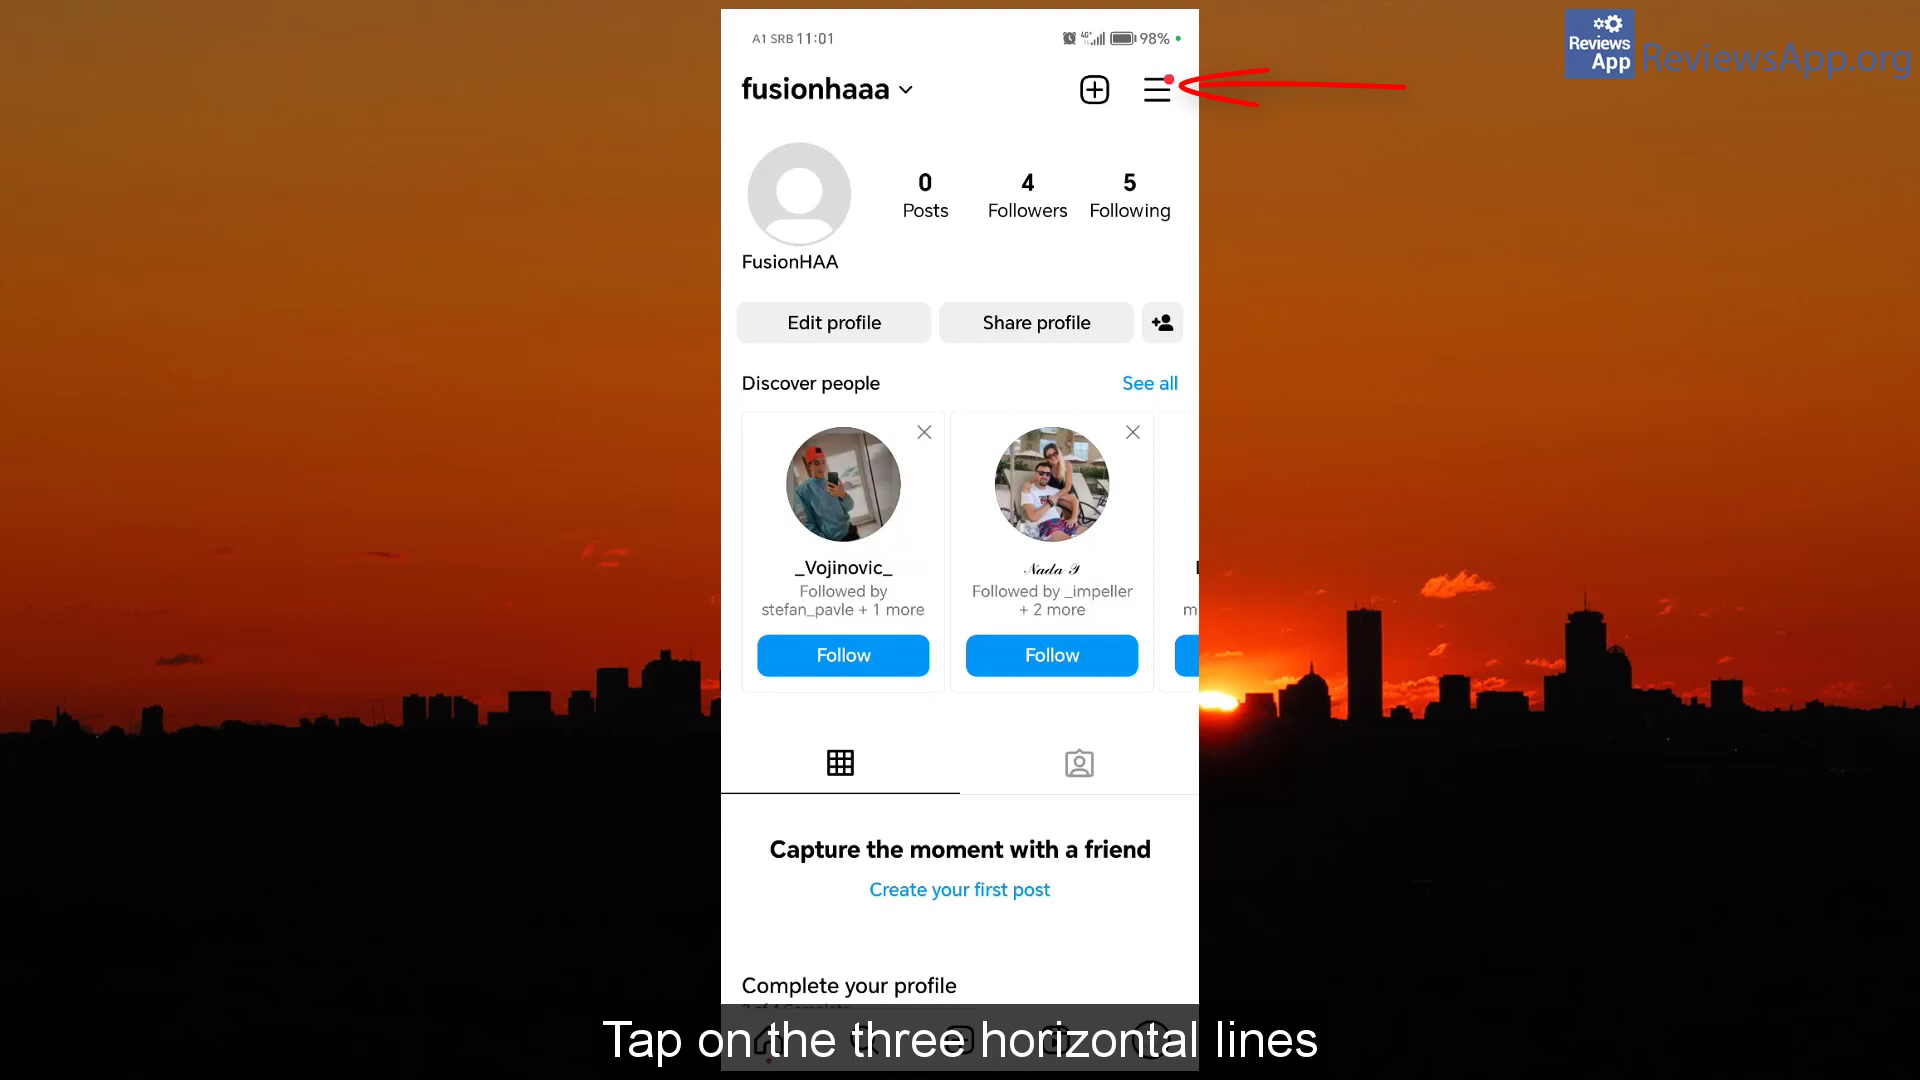 A1 SRB 11:01
4G+ 98%
Reviews
App
ReviewsApp.org
fusionhaaa
0 4 5
Posts Followers Following
FusionHAA
Edit profile Share profile
Discover people See all
_Vojinovic_ 𝒩𝒶𝒹𝒶
Followed by
stefan_pavle + 1 more
Followed by _impeller
+ 2 more
m
Follow Follow
Capture the moment with a friend
Create your first post
Complete your profile
Tap on the three horizontal lines